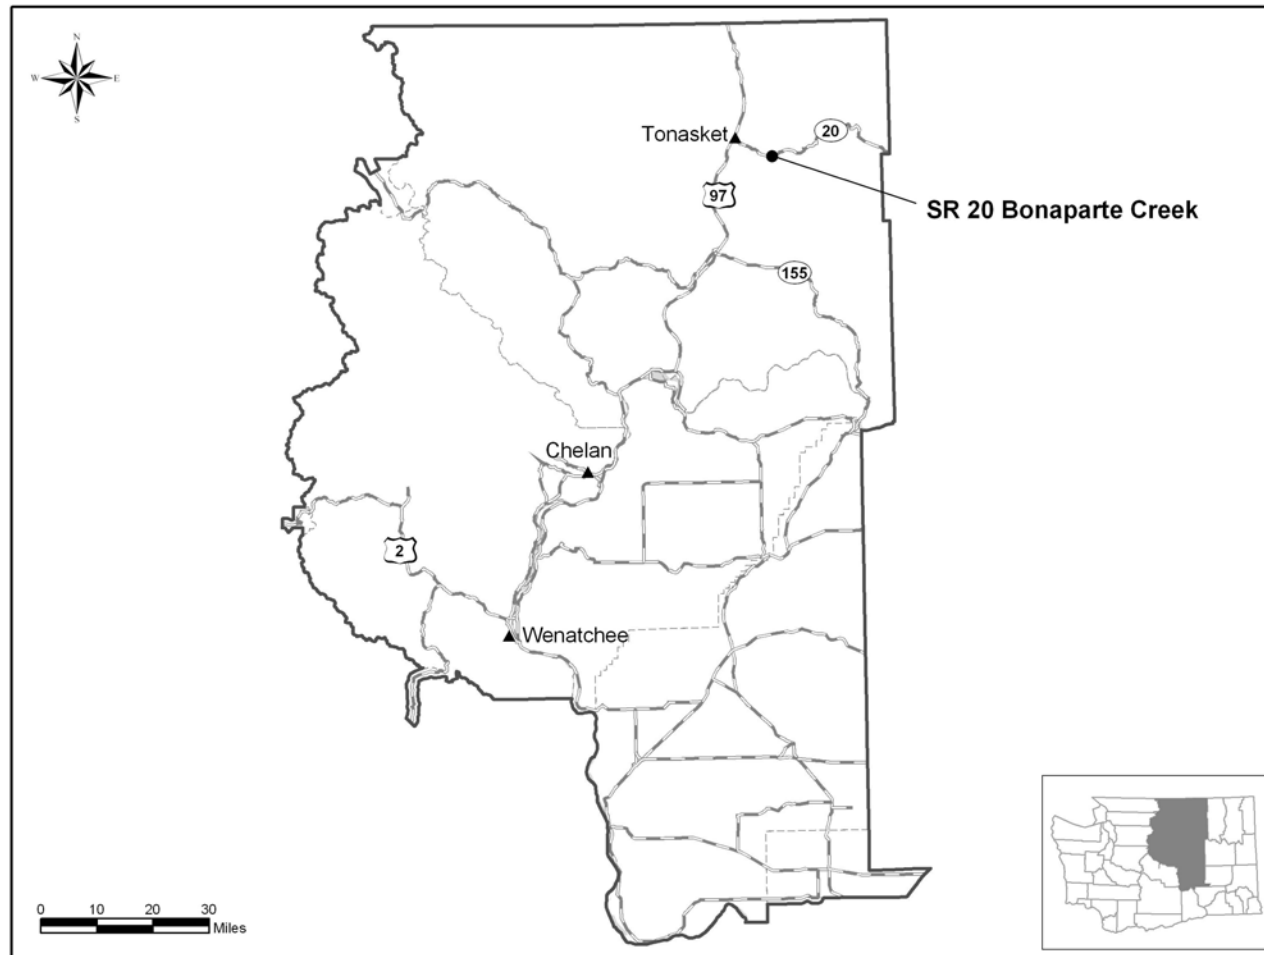 N
W E
S
Tonasket
20
97
SR 20 Bonaparte Creek
155
Chelan
2
Wenatchee
0 10 20 30
Miles